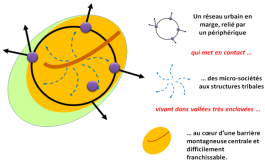 Un réseau urbain en
marge, relié par
un périphérique
qui met en contact …
… des micro-sociétés
aux structures tribales
vivant dans vallées très enclavées …
… au cœur d'une barrière
montagneuse centrale et
difficilement
franchissable.